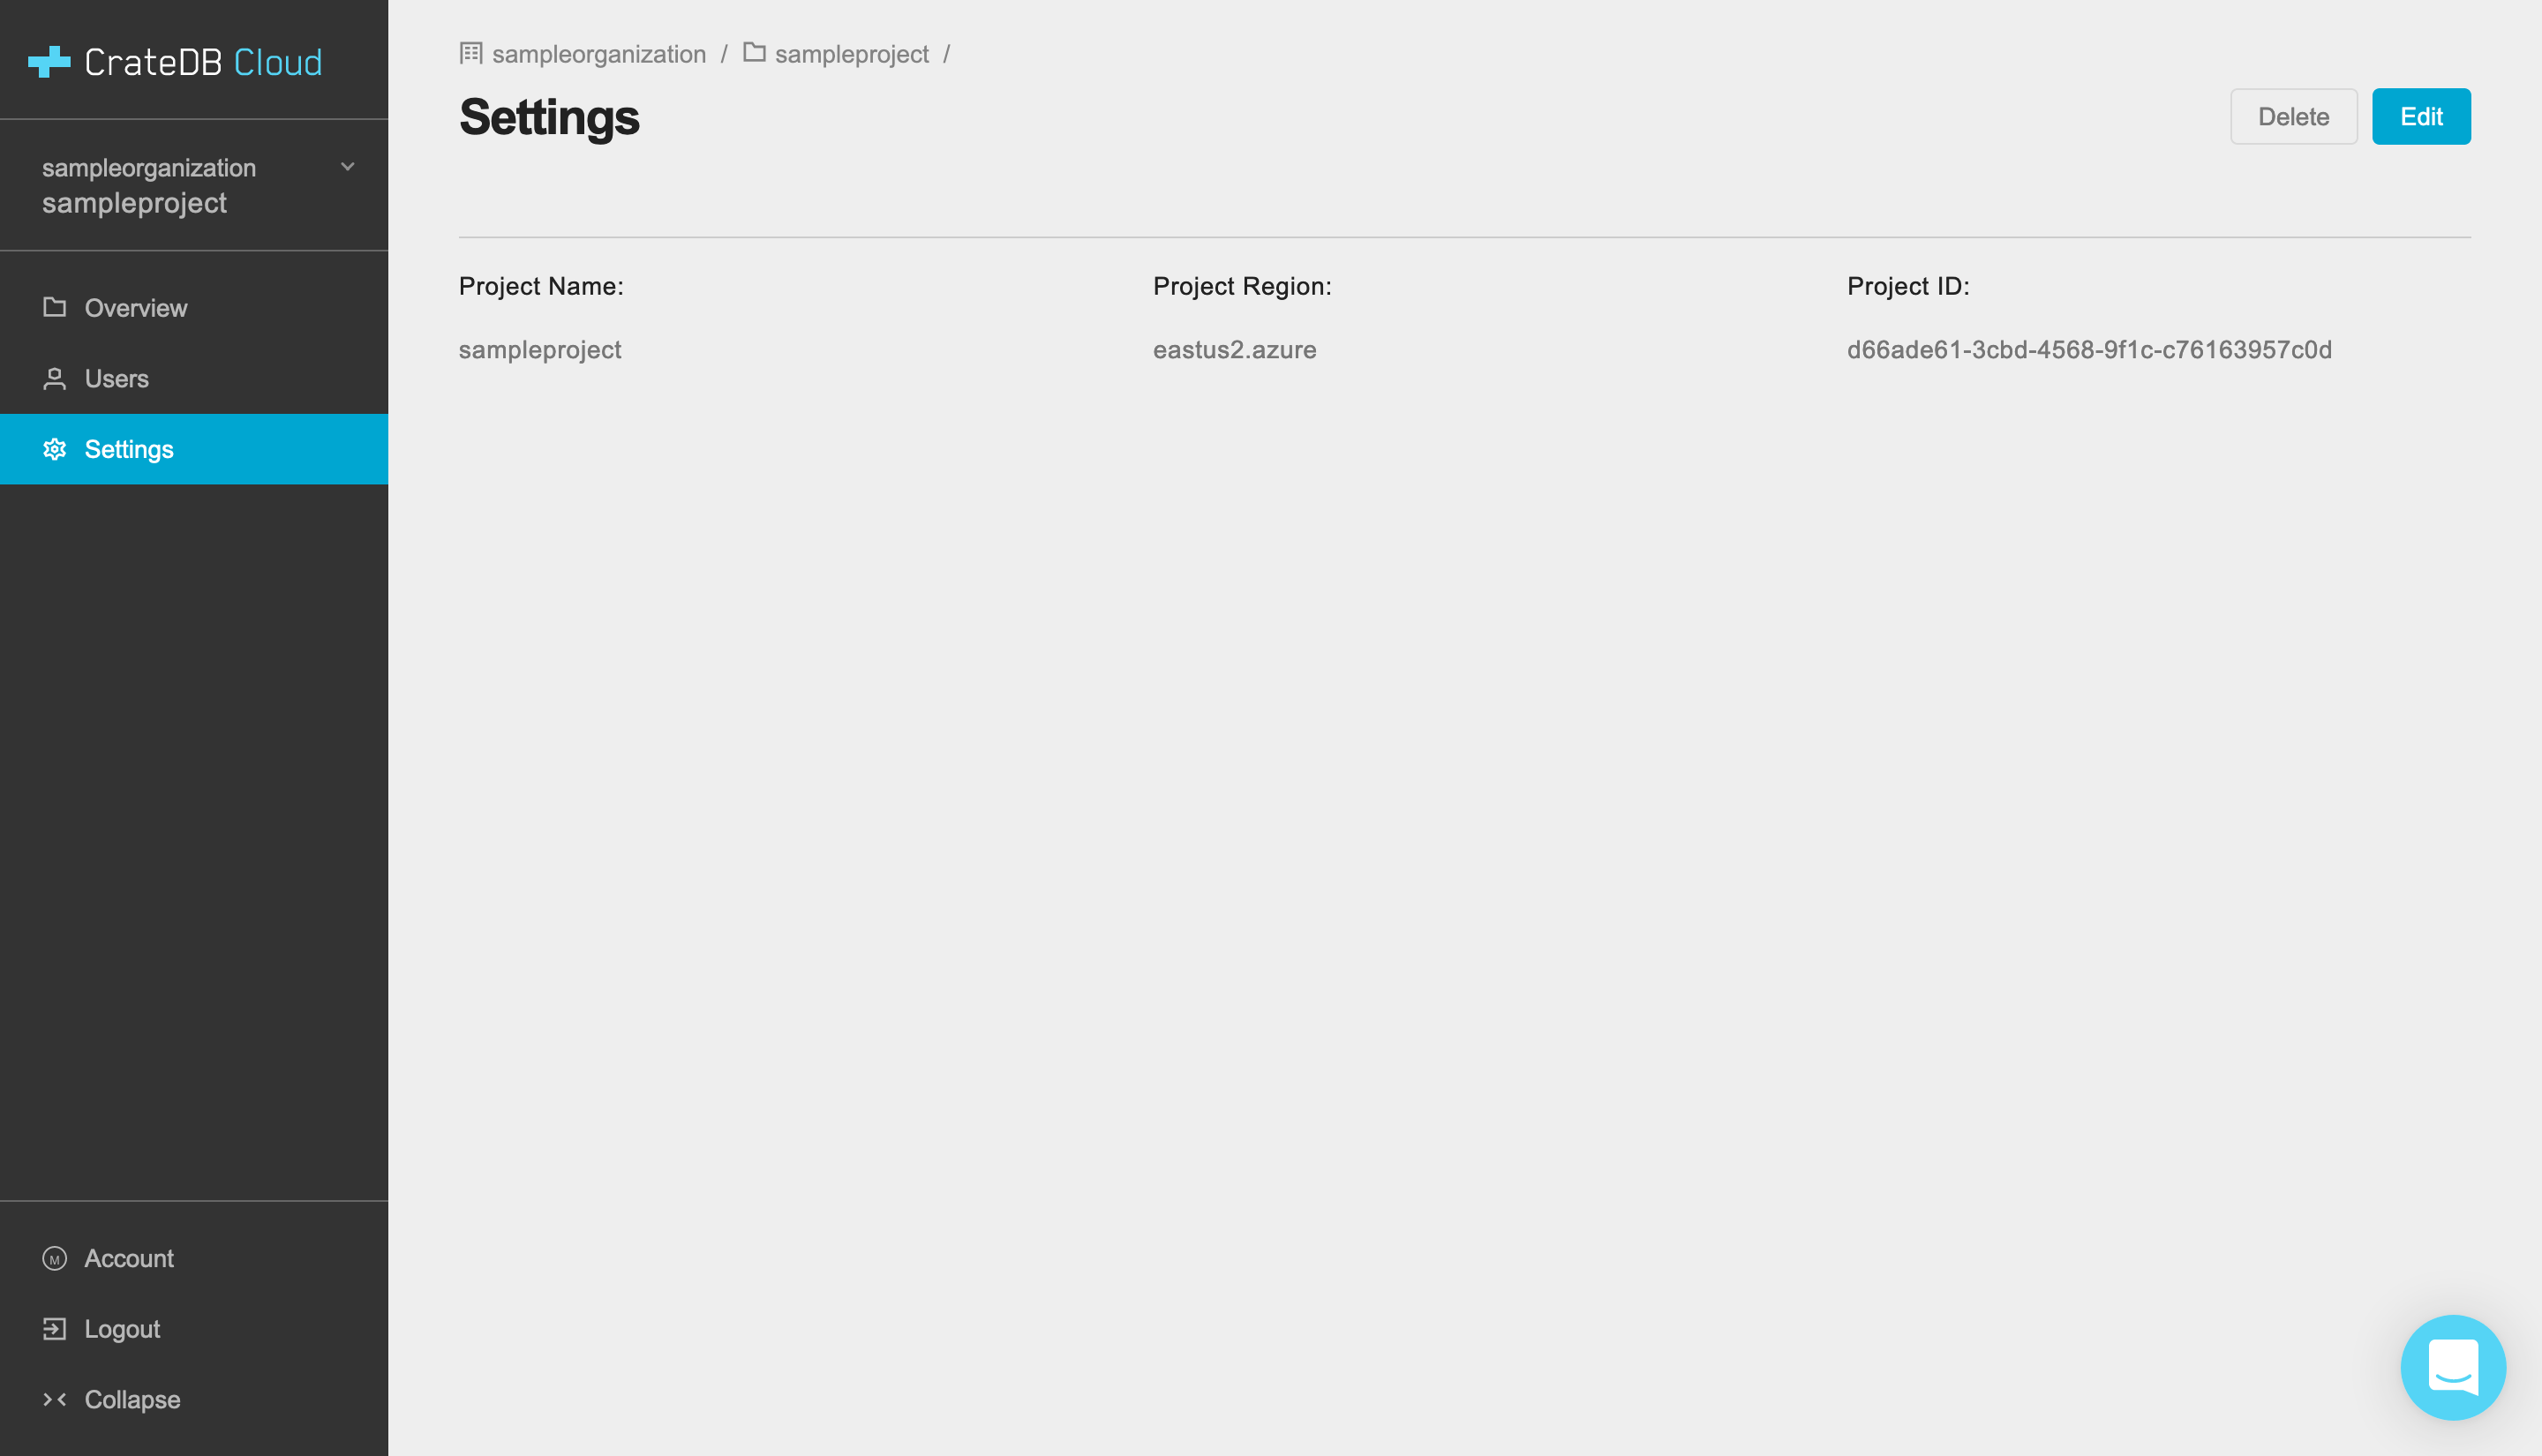 CrateDB Cloud
sampleorganization
sampleproject
Overview
Users
Settings
Account
Logout
Collapse
sampleorganization / sampleproject /
Settings
Delete
Edit
Project Name:
sampleproject
Project Region:
eastus2.azure
Project ID:
d66ade61-3cbd-4568-9f1c-c76163957c0d
M